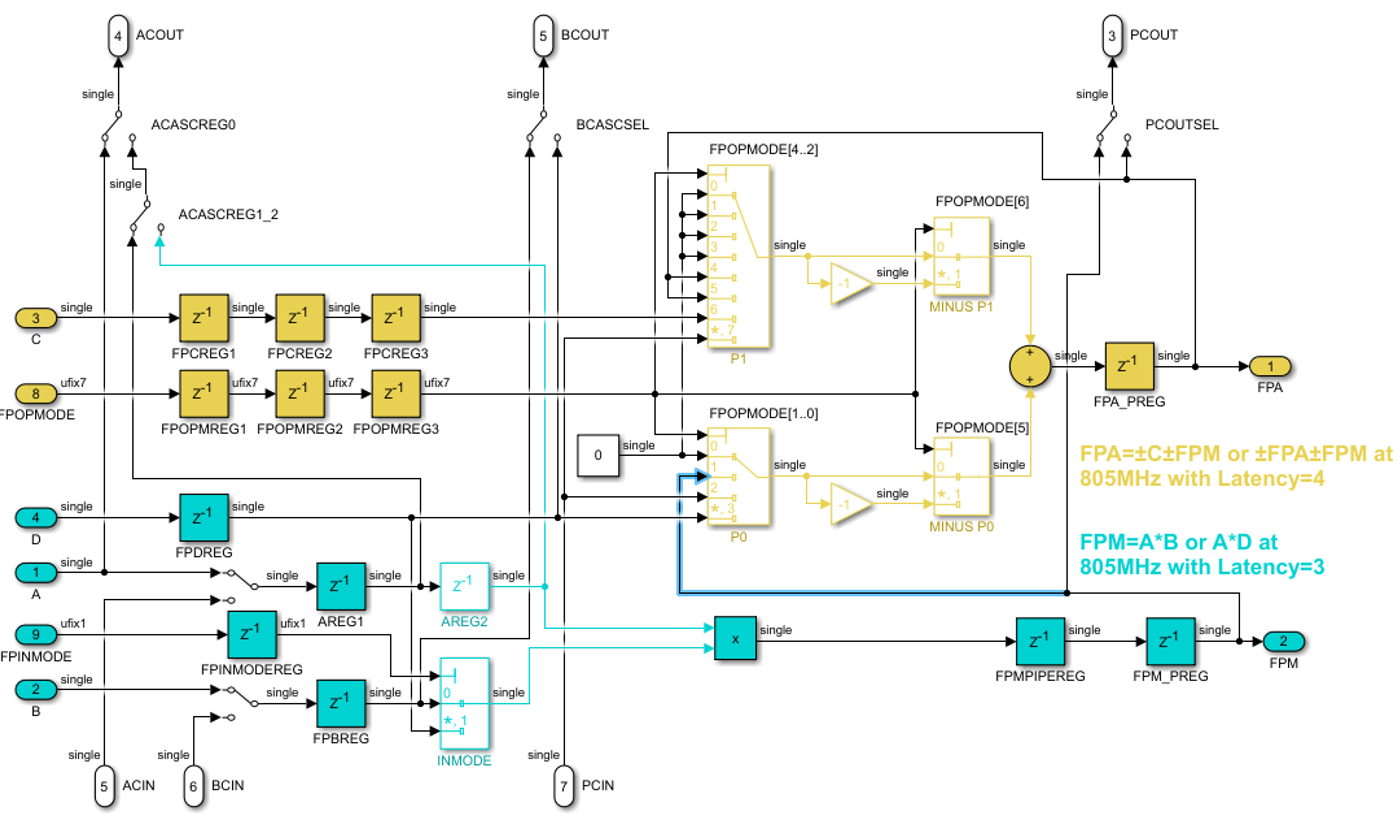 4 ACOUT
5 BCOUT
3 PCOUT
single
single
single
ACASCREG0
BCASCSEL
PCOUTSEL
FPOPMODE[4..2]
single
0
1
2
3
4
5
6
*, 7
P1
ACASCREG1_2
FPOPMODE[6]
single
-1
single
0
*, 1
single
MINUS P1
3
C
single
z-1
FPCREG1
single
z-1
FPCREG2
single
z-1
FPCREG3
single
+
+
single
z-1
FPA_PREG
single
1
FPA
8
FPOPMODE
ufix7
z-1
FPOPMREG1
ufix7
z-1
FPOPMREG2
ufix7
z-1
FPOPMREG3
ufix7
FPOPMODE[1..0]
0
single
0
1
2
*, 3
P0
single
-1
single
FPOPMODE[5]
0
*, 1
single
MINUS P0
FPA=±C±FPM or ±FPA±FPM at
805MHz with Latency=4
4
D
single
z-1
FPDREG
single
FPM=A*B or A*D at
805MHz with Latency=3
1
A
single
single
z-1
AREG1
single
z-1
AREG2
single
9
FPINMODE
ufix1
z-1
FPINMODEREG
ufix1
x
single
z-1
FPMPIPEREG
single
z-1
FPM_PREG
single
2
FPM
2
B
single
single
z-1
FPBREG
single
0
*, 1
single
INMODE
single
5 ACIN
single
6 BCIN
single
7 PCIN